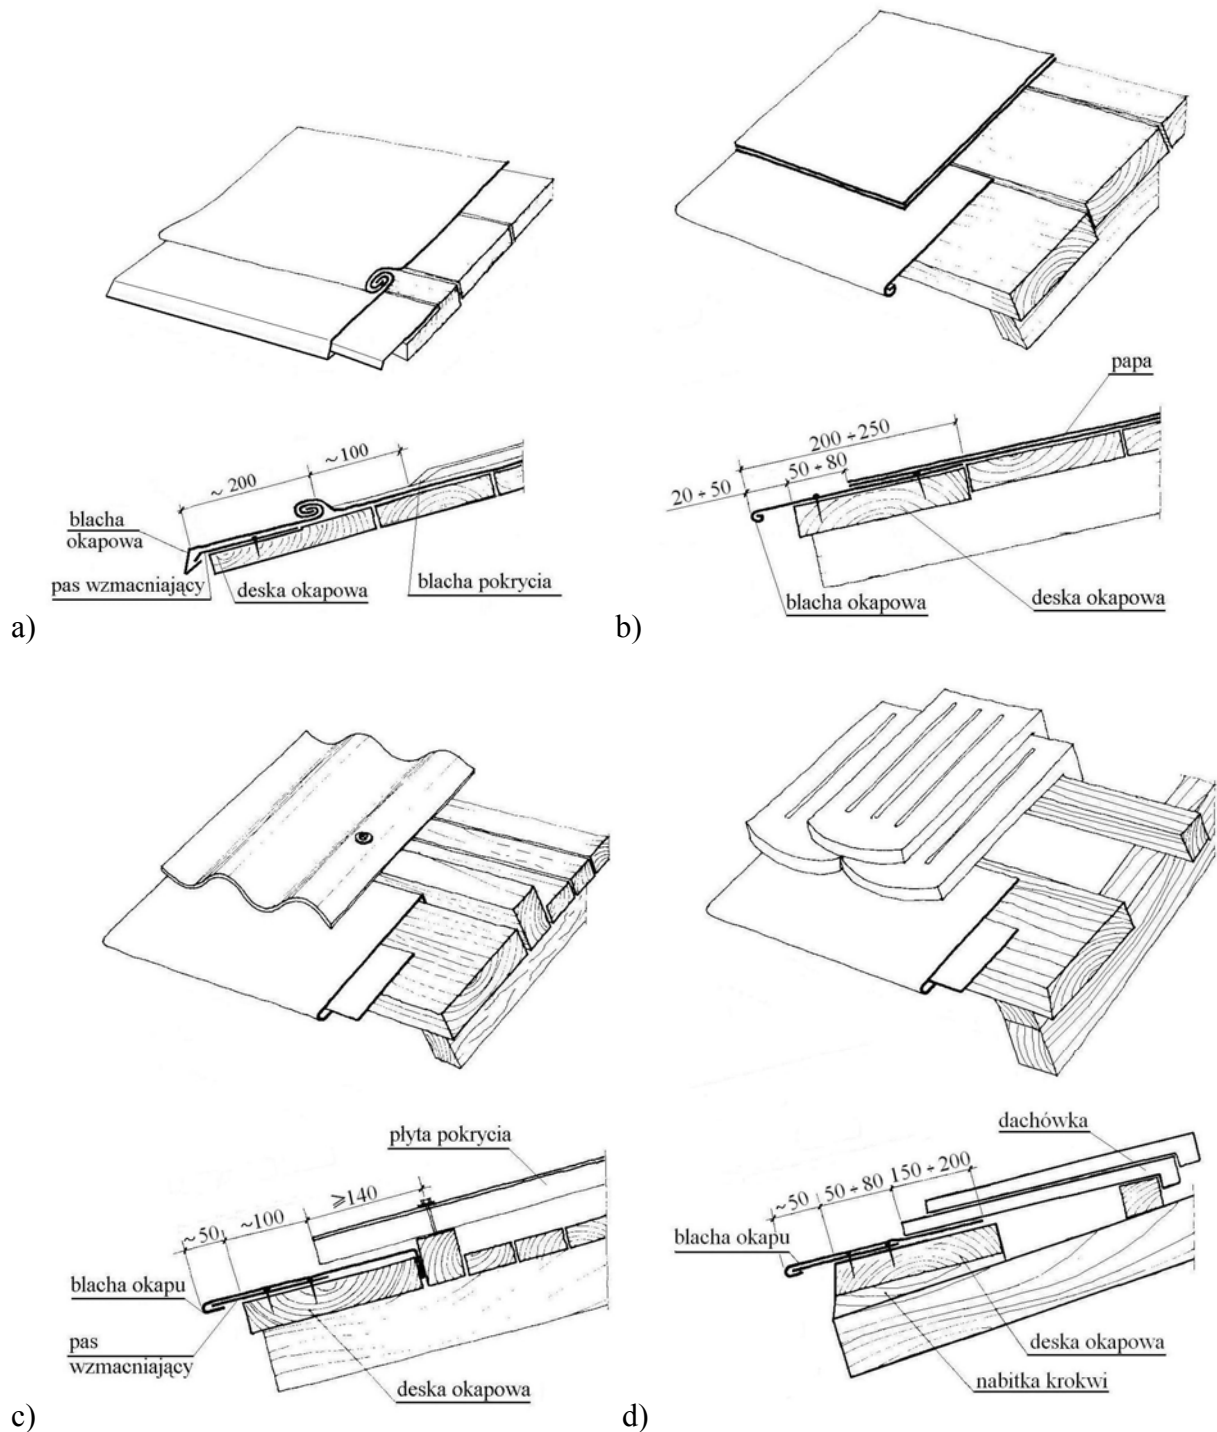 ~ 200
~100
blacha
okapowa
pas wzmacniający
deska okapowa
blacha pokrycia
a)
papa
200 ÷250
50 ÷ 80
20 ÷ 50
blacha okapowa
deska okapowa
b)
płyta pokrycia
≥140
~100
~50
blacha okapu
pas
wzmacniający
deska okapowa
c)
dachówka
150 ÷ 200
50 ÷ 80
~50
blacha okapu
deska okapowa
nabitka krokwi
d)